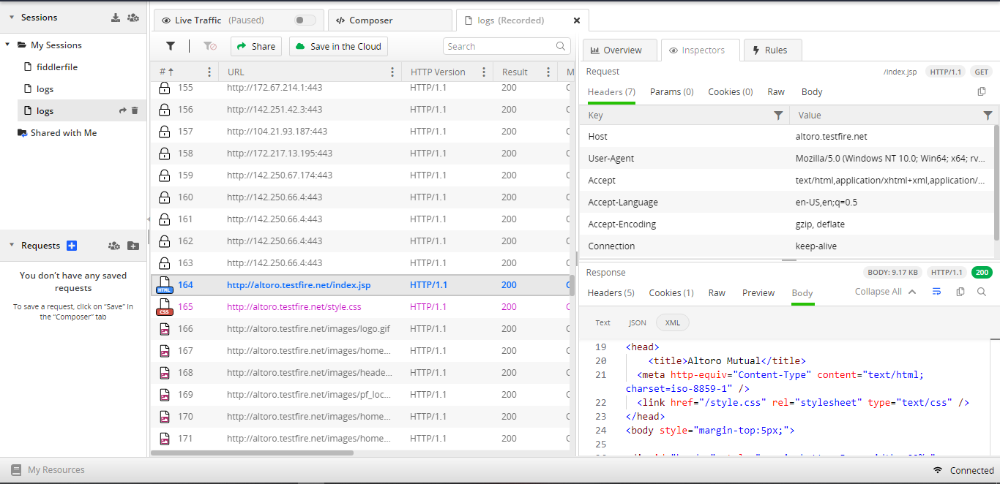 Sessions
My Sessions
fiddlerfile
logs
logs
Shared with Me
Requests
You don't have any saved
requests
To save a request, click on “Save” in
the “Composer” tab
Live Traffic (Paused)
Composer
logs (Recorded)
Share
Save in the Cloud
Search
# URL HTTP Version Result M
155 http://172.67.214.1:443 HTTP/1.1 200 C
156 http://142.251.42.3:443 HTTP/1.1 200 C
157 http://104.21.93.187:443 HTTP/1.1 200 C
158 http://172.217.13.195:443 HTTP/1.1 200 C
159 http://142.250.67.174:443 HTTP/1.1 200 C
160 http://142.250.66.4:443 HTTP/1.1 200 C
161 http://142.250.66.4:443 HTTP/1.1 200 C
162 http://142.250.66.4:443 HTTP/1.1 200 C
163 http://142.250.66.4:443 HTTP/1.1 200 C
HTML 164 http://altoro.testfire.net/index.jsp HTTP/1.1 200 C
CSS 165 http://altoro.testfire.net/style.css HTTP/1.1 200 C
166 http://altoro.testfire.net/images/logo.gif HTTP/1.1 200 C
167 http://altoro.testfire.net/images/home... HTTP/1.1 200 C
168 http://altoro.testfire.net/images/heade... HTTP/1.1 200 C
169 http://altoro.testfire.net/images/pf_loc... HTTP/1.1 200 C
170 http://altoro.testfire.net/images/home... HTTP/1.1 200 C
171 http://altoro.testfire.net/images/home... HTTP/1.1 200 C
Overview
Inspectors
Rules
Request /index.jsp HTTP/1.1 GET
Headers (7) Params (0) Cookies (0) Raw Body
Key Value
Host altoro.testfire.net
User-Agent Mozilla/5.0 (Windows NT 10.0; Win64; x64; rv...
Accept text/html,application/xhtml+xml,application/...
Accept-Language en-US,en;q=0.5
Accept-Encoding gzip, deflate
Connection keep-alive
Response BODY: 9.17 KB HTTP/1.1 200
Headers (5) Cookies (1) Raw Preview Body Collapse All
Text JSON XML
19 <head>
20 <title>Altoro Mutual</title>
21 <meta http-equiv="Content-Type" content="text/html;
charset=iso-8859-1" />
22 <link href="/style.css" rel="stylesheet" type="text/css" />
23 </head>
24 <body style="margin-top:5px;">
25
My Resources
Connected